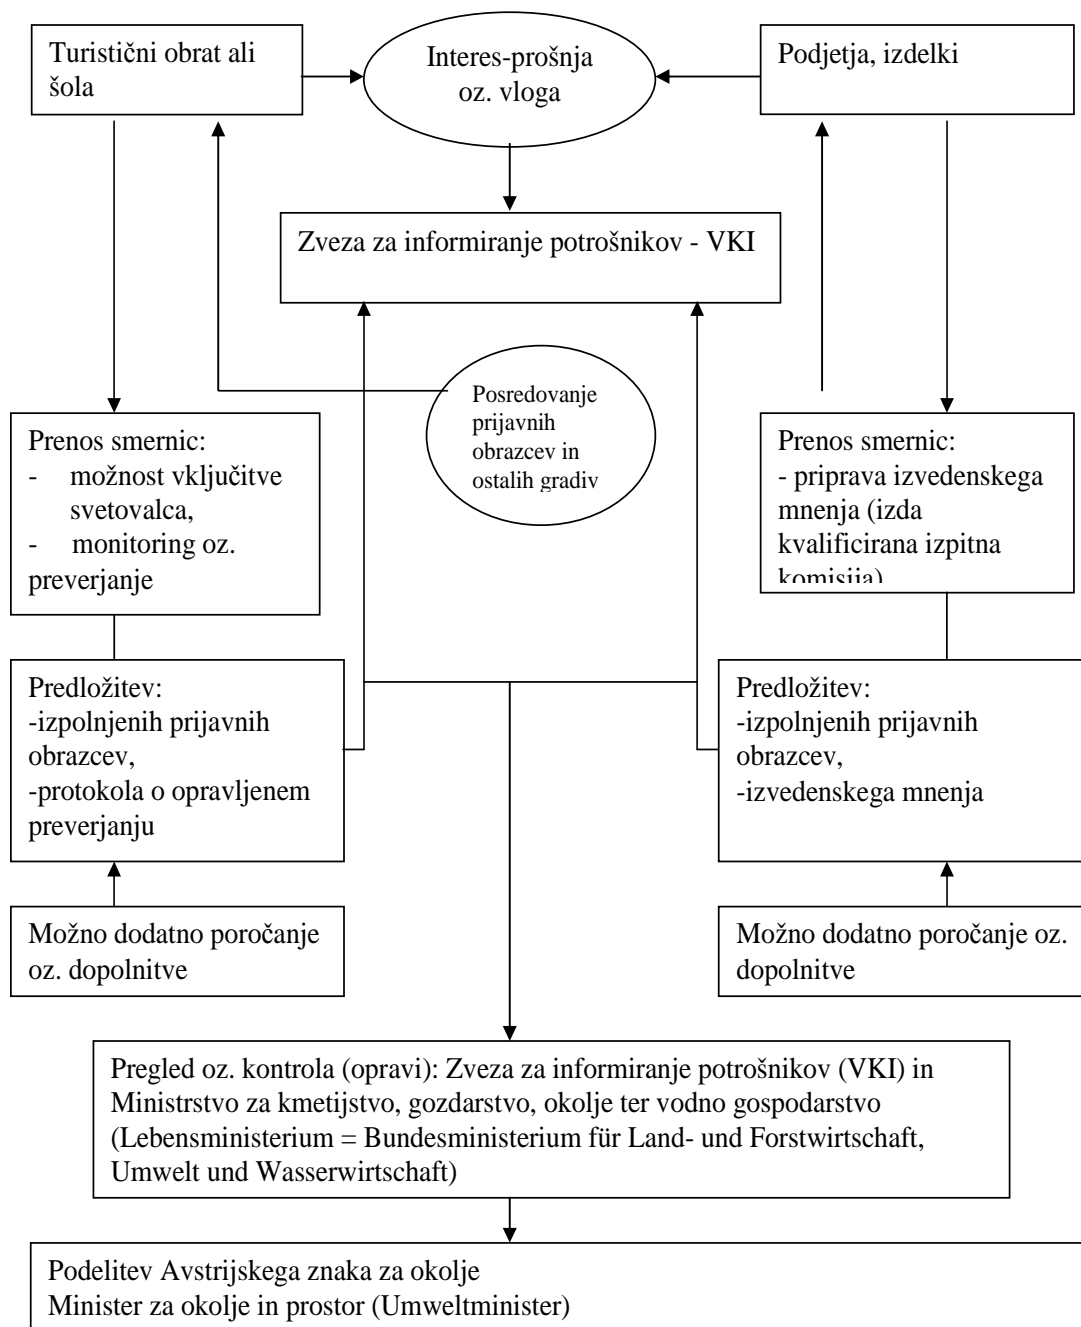 Turistični obrat ali
šola
Interes-prošnja
oz. vloga
Podjetja, izdelki
Zveza za informiranje potrošnikov - VKI
Posredovanje
prijavnih
obrazcev in
ostalih gradiv
Prenos smernic:
- možnost vključitve
svetovalca,
- monitoring oz.
preverjanje
Prenos smernic:
- priprava izvedenskega
mnenja (izda
kvalificirana izpitna
komisija)
Predložitev:
-izpolnjenih prijavnih
obrazcev,
-protokola o opravljenem
preverjanju
Predložitev:
-izpolnjenih prijavnih
obrazcev,
-izvedenskega mnenja
Možno dodatno poročanje
oz. dopolnitve
Možno dodatno poročanje oz.
dopolnitve
Pregled oz. kontrola (opravi): Zveza za informiranje potrošnikov (VKI) in
Ministrstvo za kmetijstvo, gozdarstvo, okolje ter vodno gospodarstvo
(Lebensministerium = Bundesministerium für Land- und Forstwirtschaft,
Umwelt und Wasserwirtschaft)
Podelitev Avstrijskega znaka za okolje
Minister za okolje in prostor (Umweltminister)